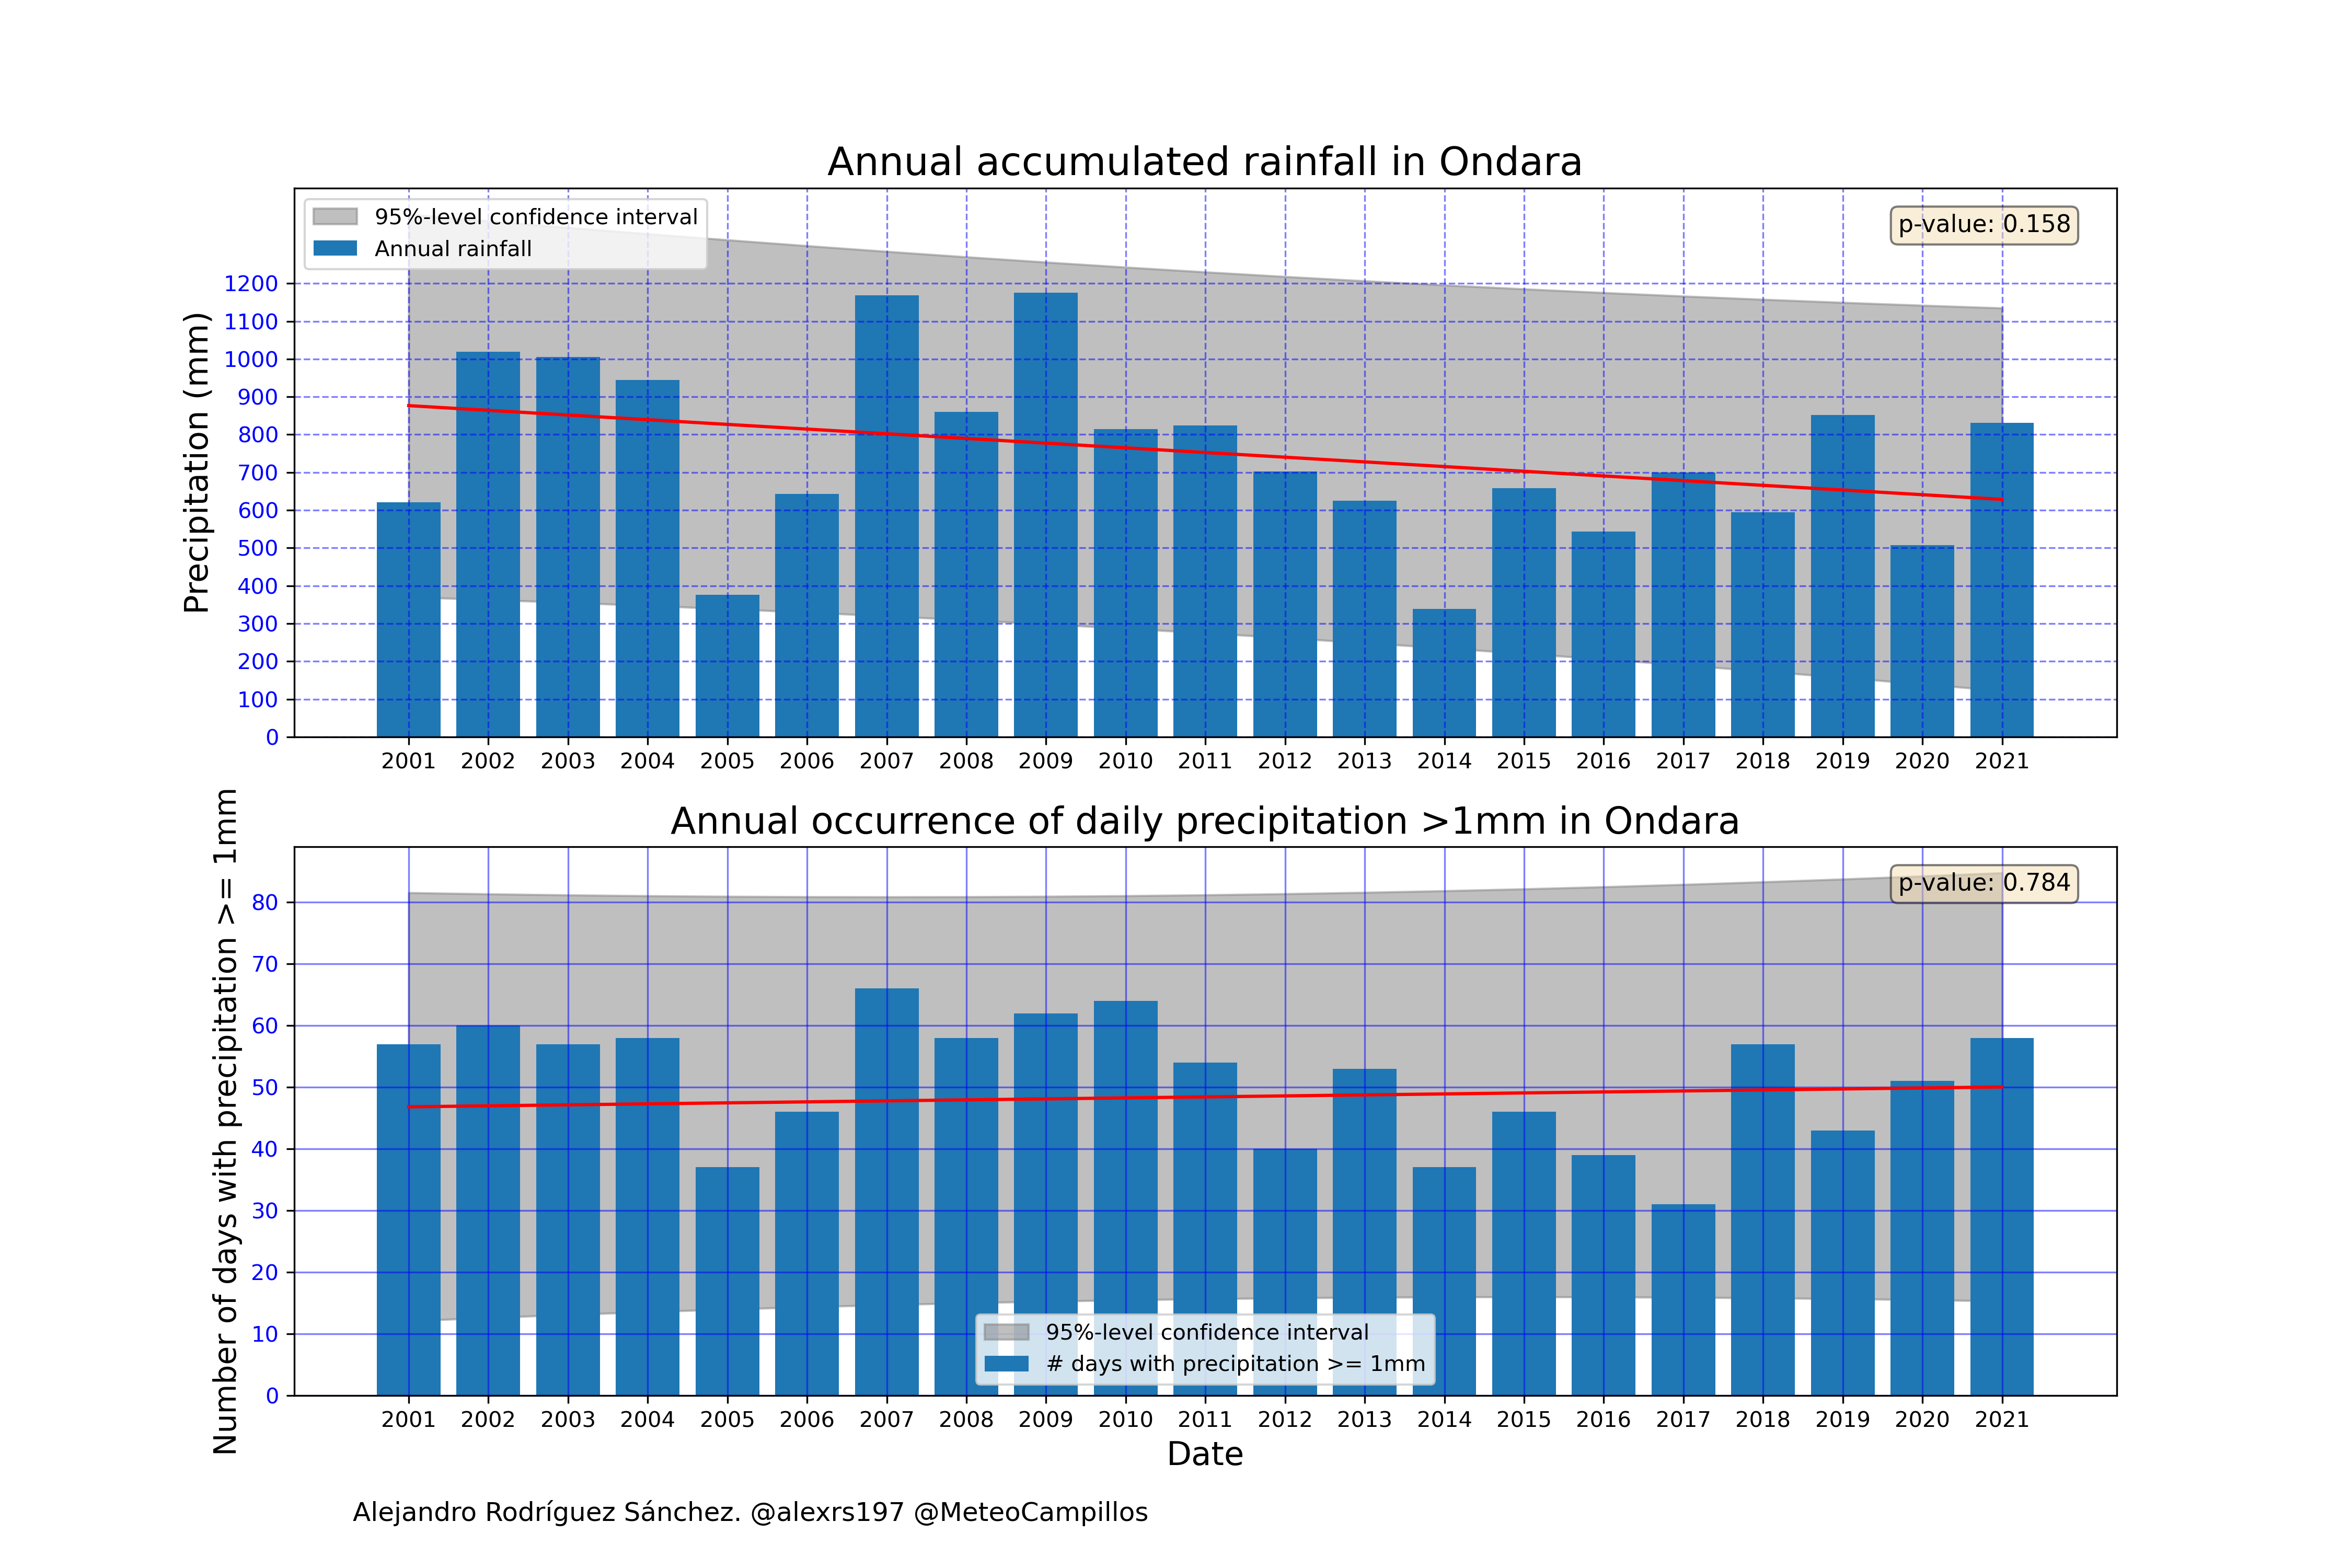 Annual accumulated rainfall in Ondara
95%-level confidence interval
Annual rainfall
p-value: 0.158
Precipitation (mm)
1200
1100
1000
900
800
700
600
500
400
300
200
100
0
2001 2002 2003 2004 2005 2006 2007 2008 2009 2010 2011 2012 2013 2014 2015 2016 2017 2018 2019 2020 2021
Annual occurrence of daily precipitation >1mm in Ondara
p-value: 0.784
Number of days with precipitation >= 1mm
80
70
60
50
40
30
20
10
0
95%-level confidence interval
# days with precipitation >= 1mm
2001 2002 2003 2004 2005 2006 2007 2008 2009 2010 2011 2012 2013 2014 2015 2016 2017 2018 2019 2020 2021
Date
Alejandro Rodríguez Sánchez. @alexrs197 @MeteoCampillos